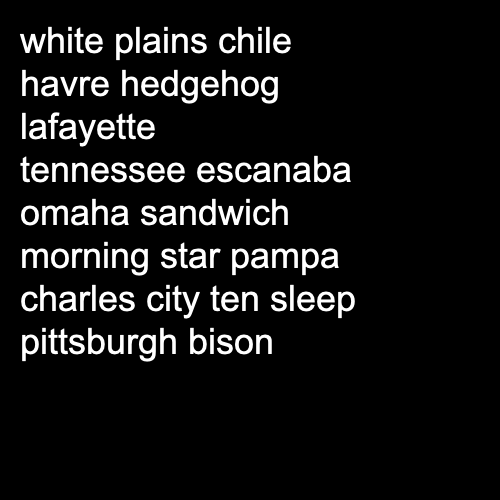 white plains chile
havre hedgehog
lafayette
tennessee escanaba
omaha sandwich
morning star pampa
charles city ten sleep
pittsburgh bison